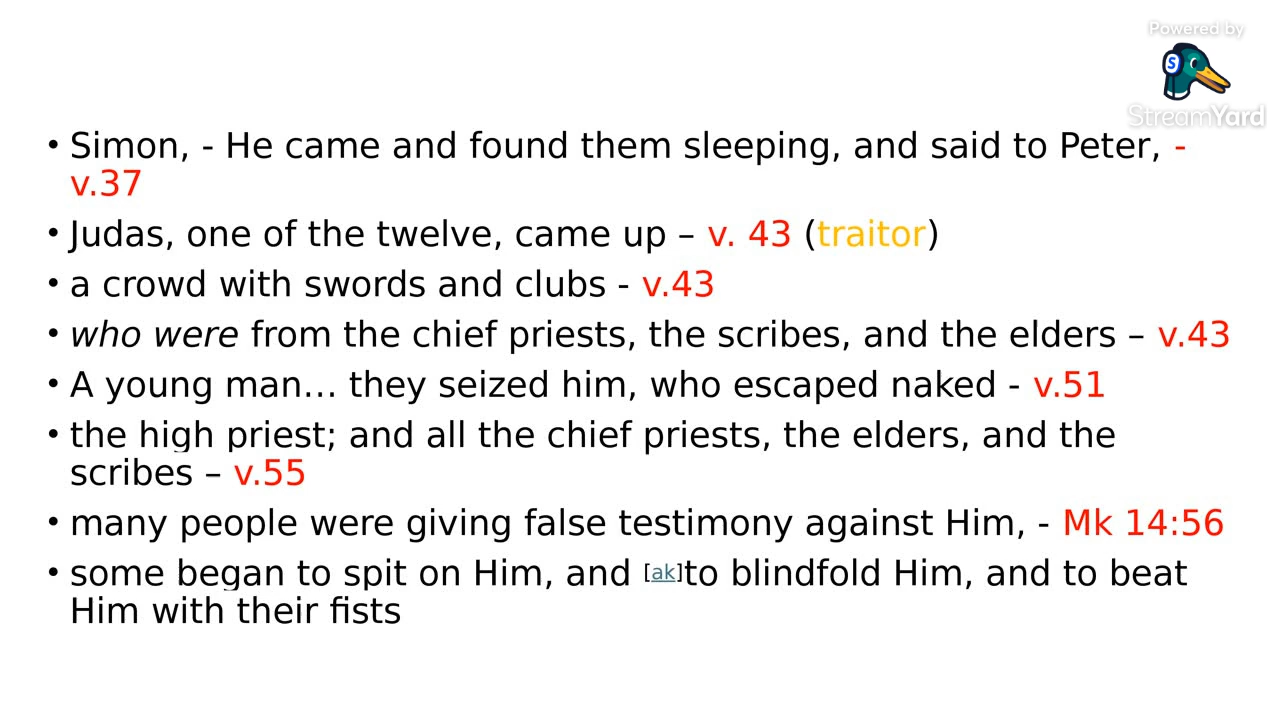 Powered by
StreamYard
• Simon, - He came and found them sleeping, and said to Peter, -
v.37
• Judas, one of the twelve, came up – v. 43 (traitor)
• a crowd with swords and clubs - v.43
• who were from the chief priests, the scribes, and the elders – v.43
• A young man… they seized him, who escaped naked - v.51
• the high priest; and all the chief priests, the elders, and the
scribes – v.55
• many people were giving false testimony against Him, - Mk 14:56
• some began to spit on Him, and [ak]to blindfold Him, and to beat
Him with their fists